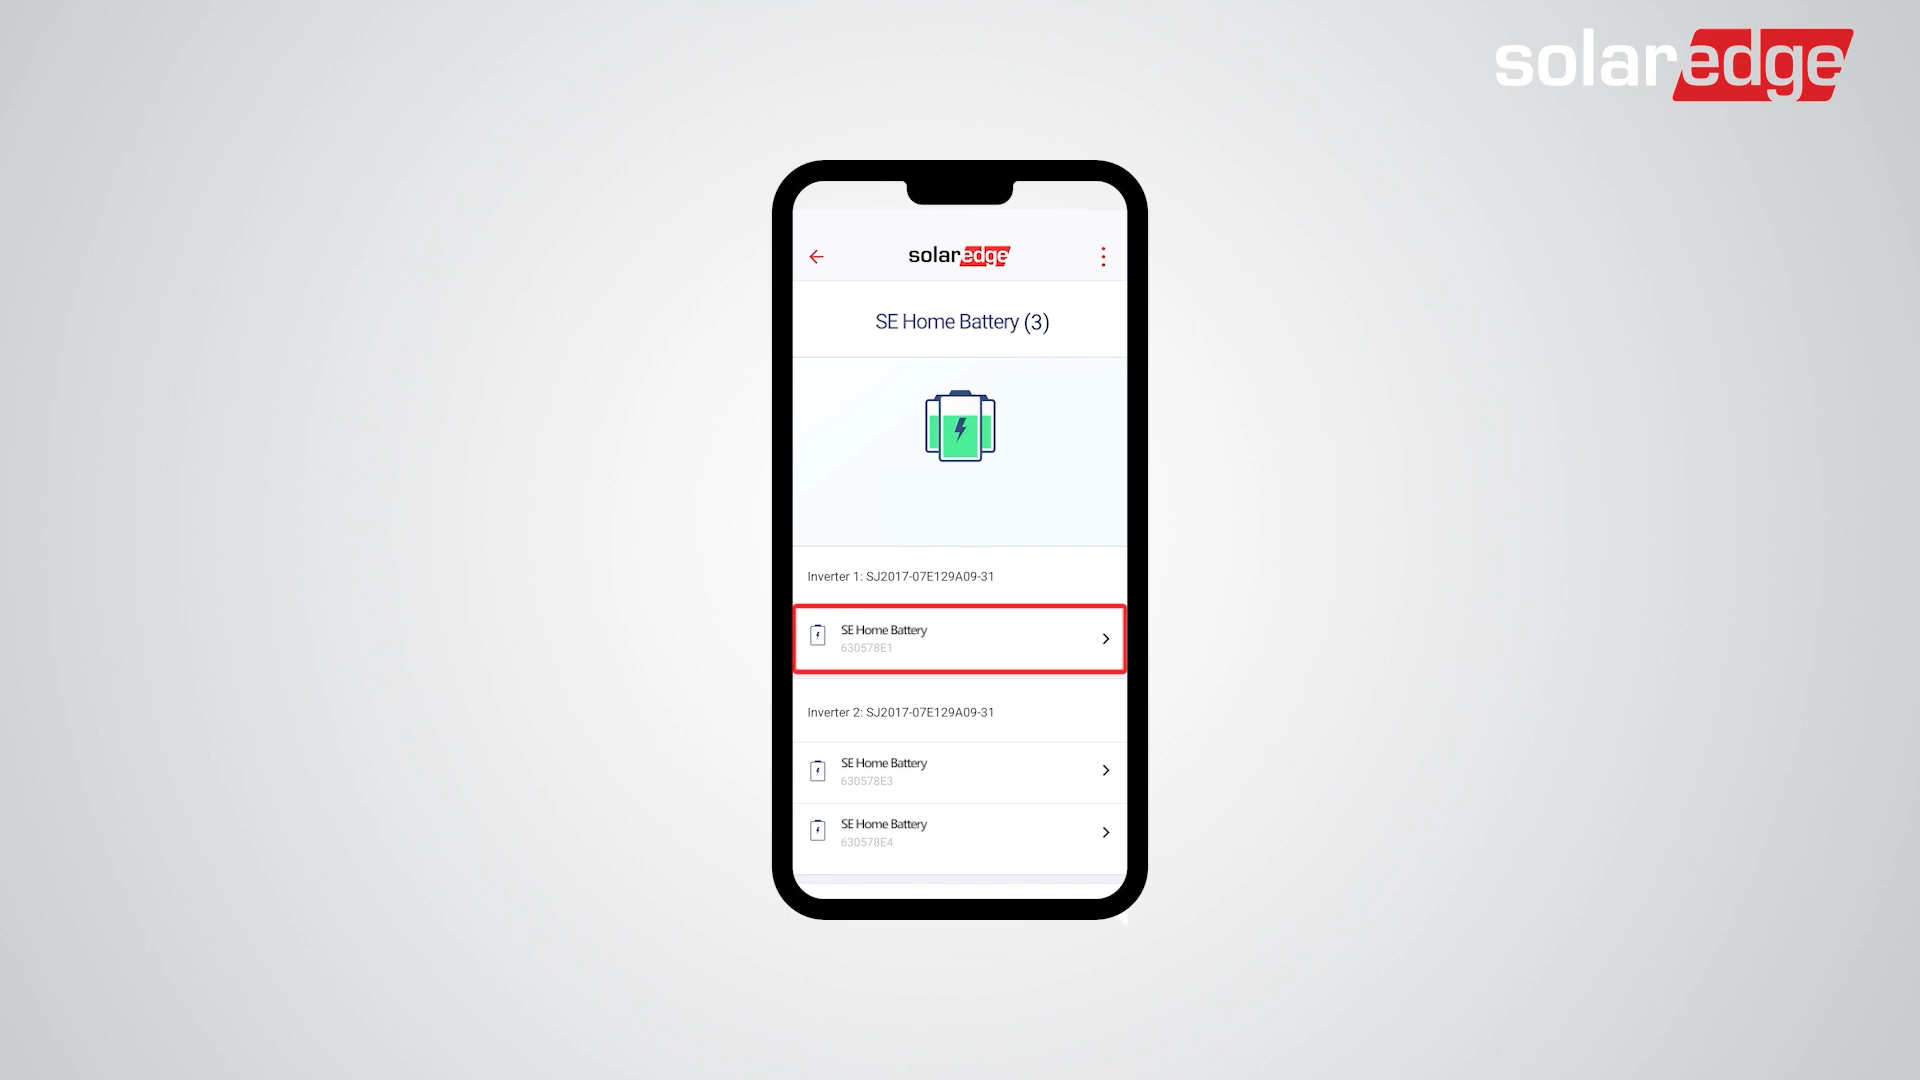 solaredge
solaredge
SE Home Battery (3)
Inverter 1: SJ2017-07E129A09-31
SE Home Battery
630578E1
Inverter 2: SJ2017-07E129A09-31
SE Home Battery
630578E3
SE Home Battery
630578E4